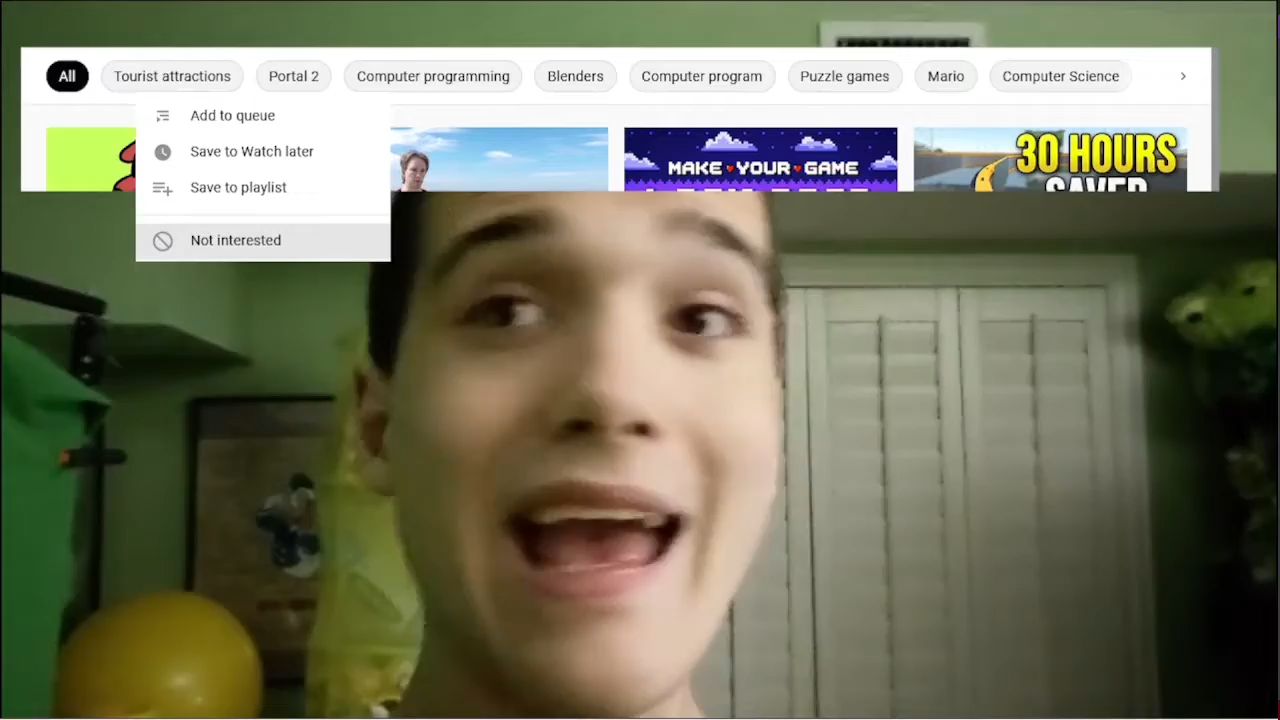 All Tourist attractions Portal 2 Computer programming Blenders Computer program Puzzle games Mario Computer Science
Add to queue
Save to Watch later
Save to playlist
Not interested
MAKE YOUR GAME
30 HOURS
SAVED